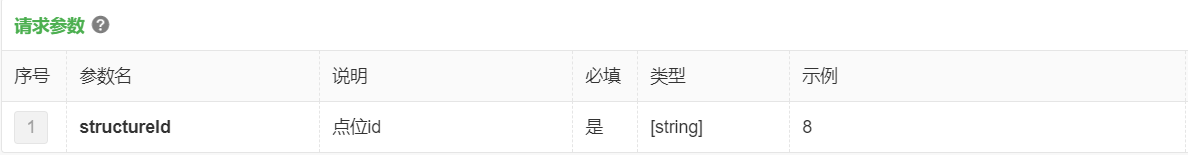 请求参数 ?
序号 参数名 说明 必填 类型 示例
1 structureId 点位id 是 [string] 8